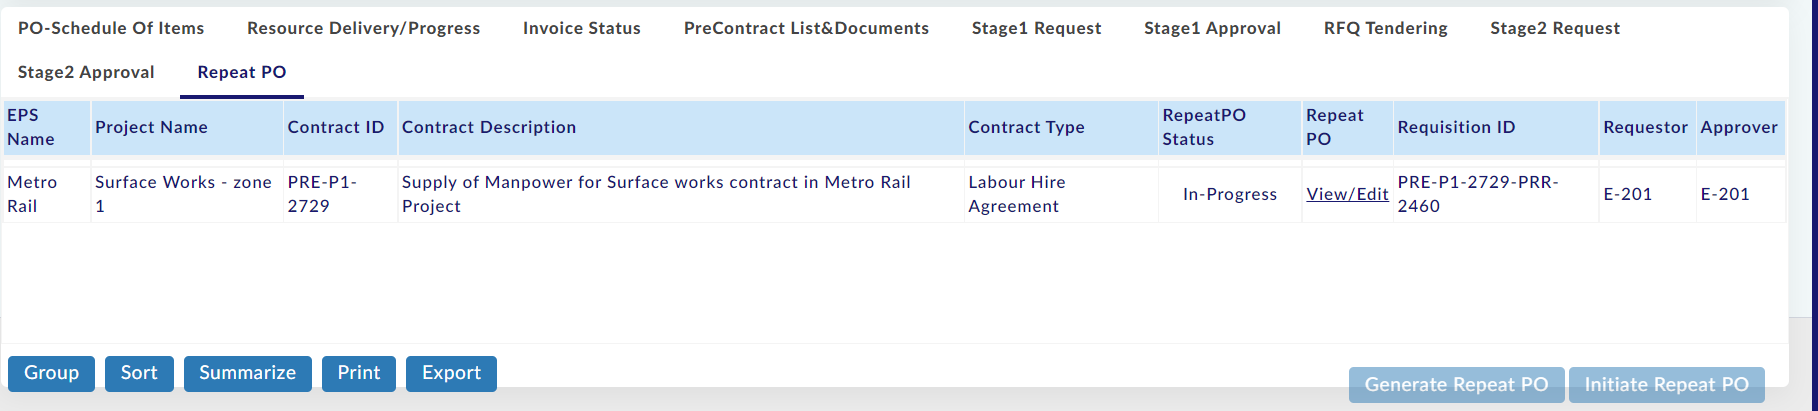 PO-Schedule Of Items Resource Delivery/Progress Invoice Status PreContract List&Documents Stage1 Request Stage1 Approval RFQ Tendering Stage2 Request
Stage2 Approval Repeat PO
EPS Name Project Name Contract ID Contract Description Contract Type RepeatPO Status Repeat PO Requisition ID Requestor Approver
Metro Rail Surface Works - zone 1 PRE-P1-2729 Supply of Manpower for Surface works contract in Metro Rail Project Labour Hire Agreement In-Progress View/Edit PRE-P1-2729-PRR-2460 E-201 E-201
Group Sort Summarize Print Export Generate Repeat PO Initiate Repeat PO